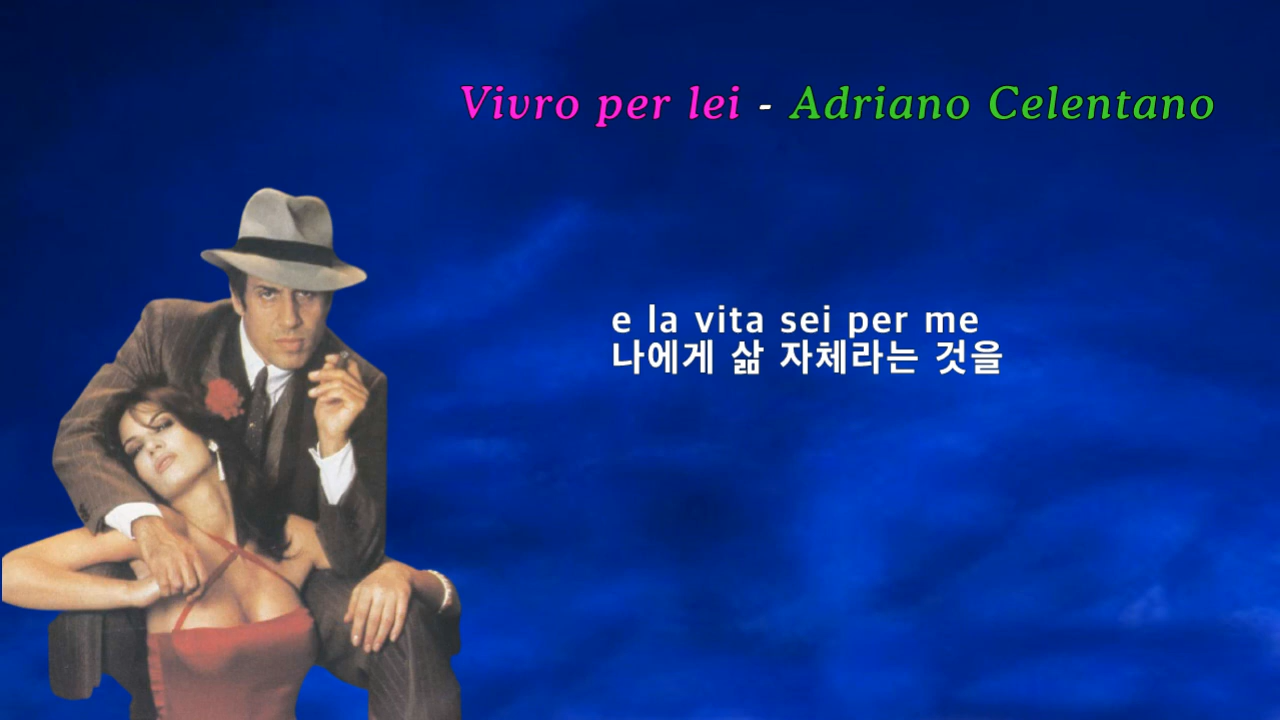 Vivro per lei - Adriano Celentano
e la vita sei per me
나에게 삶 자체라는 것을